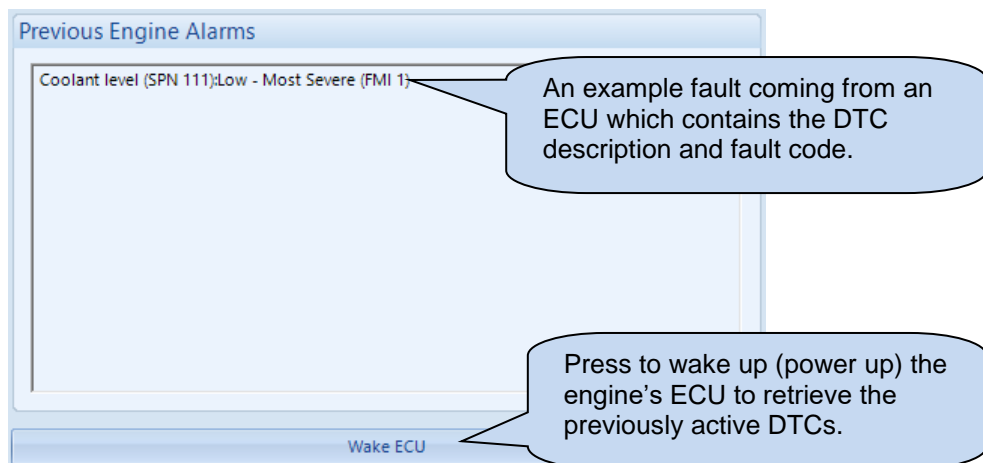 Previous Engine Alarms
Coolant level (SPN 111):Low - Most Severe (FMI 1)
An example fault coming from an
ECU which contains the DTC
description and fault code.
Press to wake up (power up) the
engine’s ECU to retrieve the
previously active DTCs.
Wake ECU